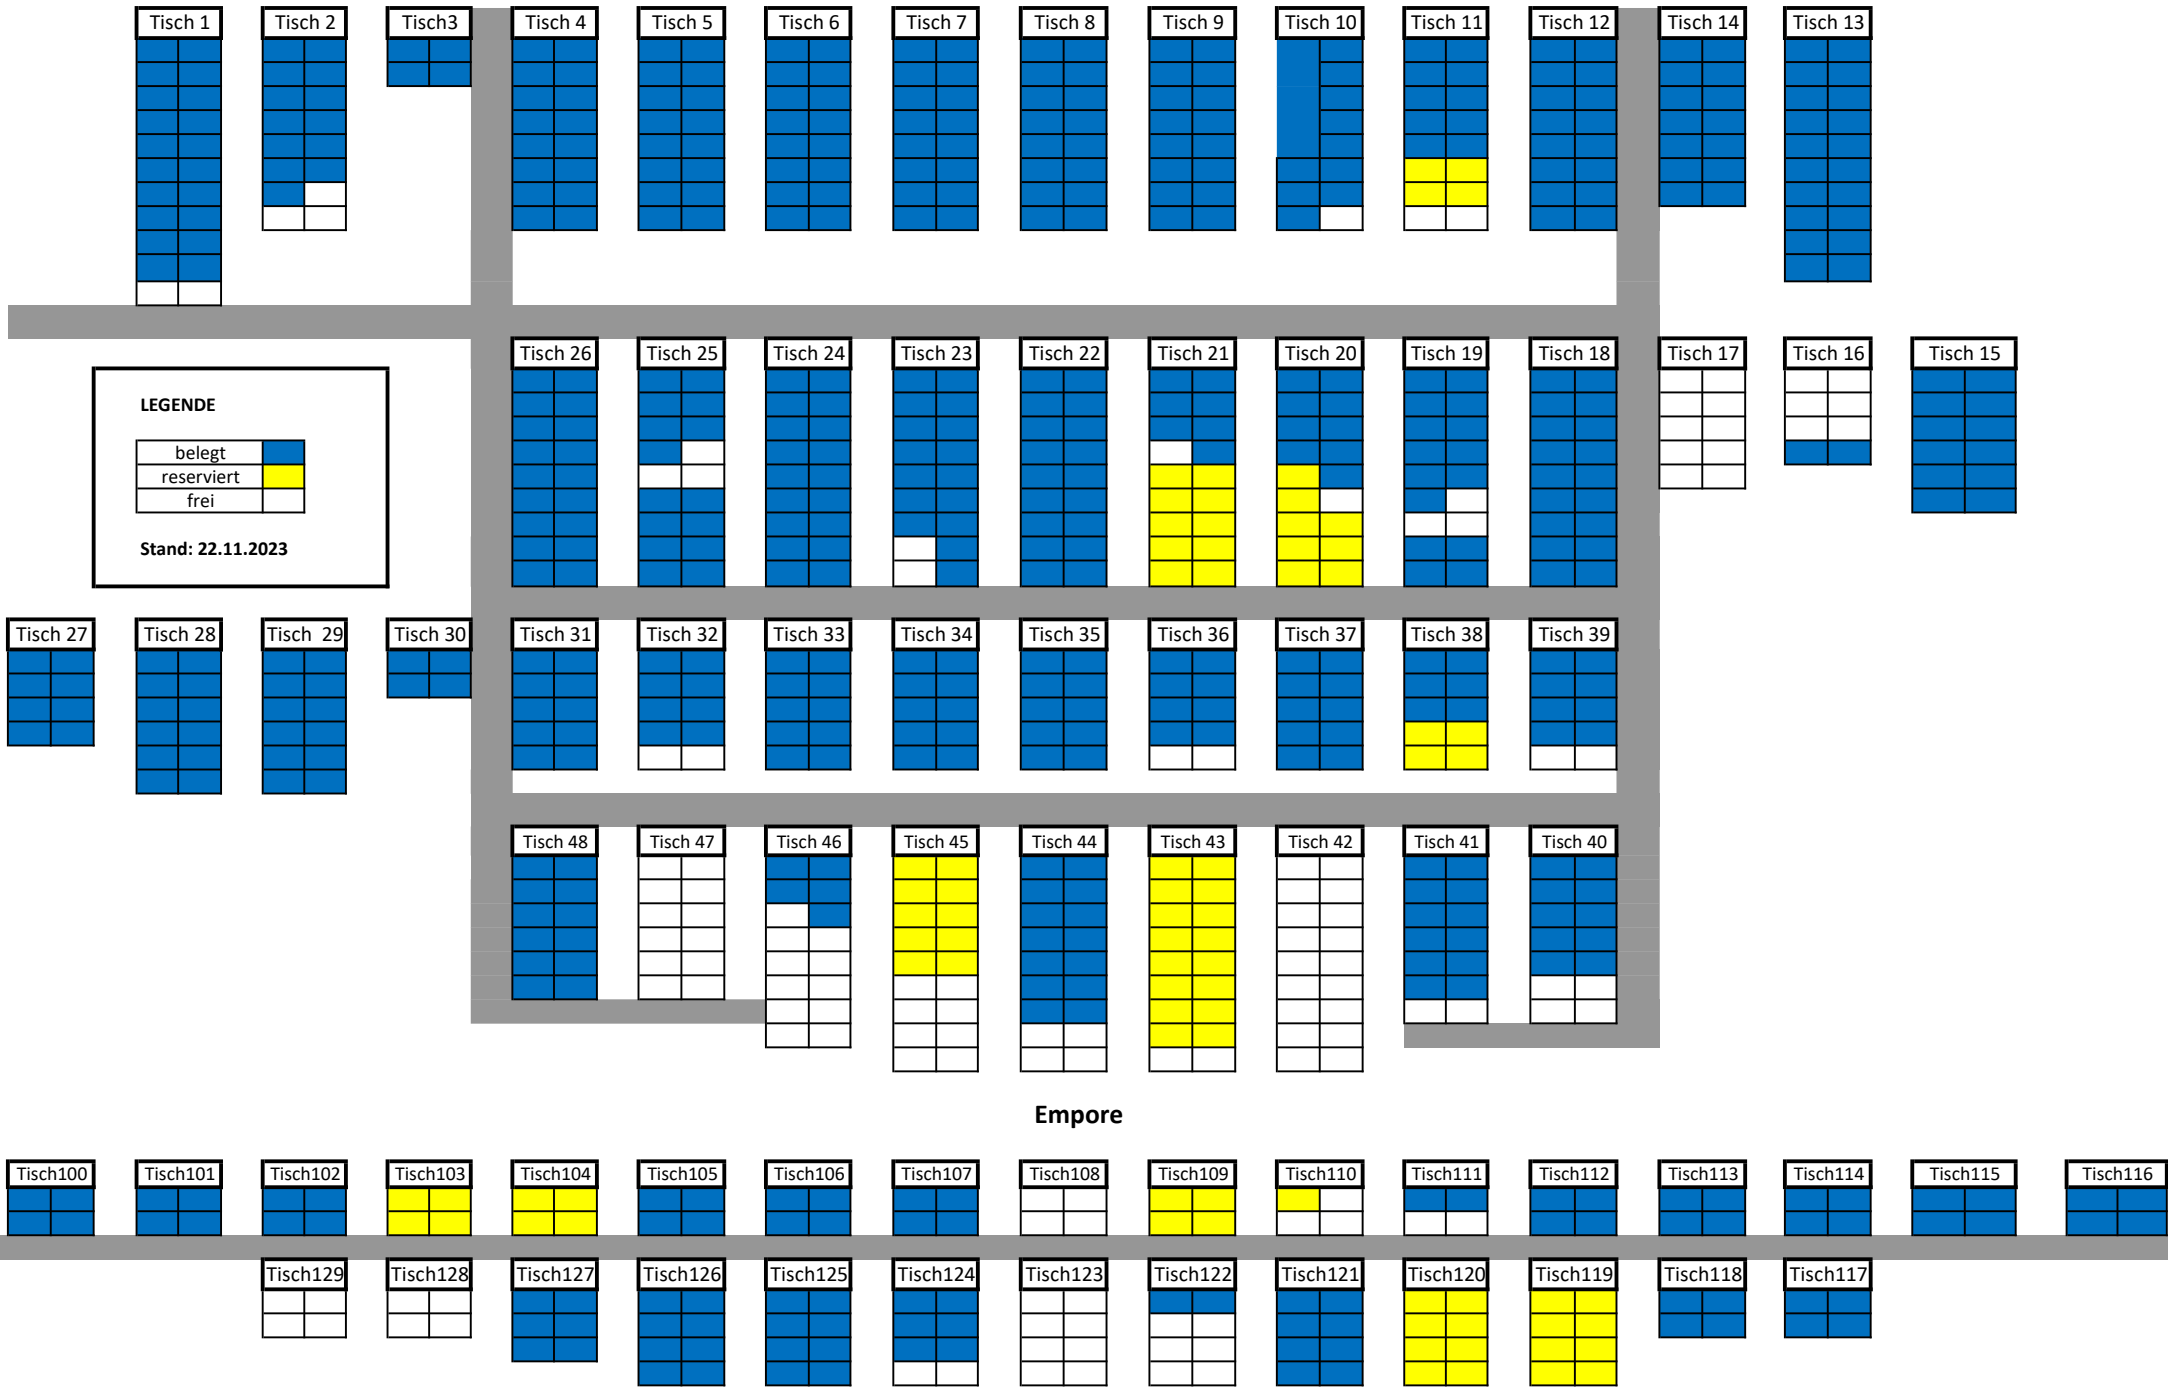 Tisch 1 Tisch 2 Tisch3 Tisch 4 Tisch 5 Tisch 6 Tisch 7 Tisch 8 Tisch 9 Tisch 10 Tisch 11 Tisch 12 Tisch 14 Tisch 13
Tisch 26 Tisch 25 Tisch 24 Tisch 23 Tisch 22 Tisch 21 Tisch 20 Tisch 19 Tisch 18 Tisch 17 Tisch 16 Tisch 15
LEGENDE
belegt
reserviert
frei
Stand: 22.11.2023
Tisch 27 Tisch 28 Tisch 29 Tisch 30 Tisch 31 Tisch 32 Tisch 33 Tisch 34 Tisch 35 Tisch 36 Tisch 37 Tisch 38 Tisch 39
Tisch 48 Tisch 47 Tisch 46 Tisch 45 Tisch 44 Tisch 43 Tisch 42 Tisch 41 Tisch 40
Empore
Tisch100 Tisch101 Tisch102 Tisch103 Tisch104 Tisch105 Tisch106 Tisch107 Tisch108 Tisch109 Tisch110 Tisch111 Tisch112 Tisch113 Tisch114 Tisch115 Tisch116
Tisch129 Tisch128 Tisch127 Tisch126 Tisch125 Tisch124 Tisch123 Tisch122 Tisch121 Tisch120 Tisch119 Tisch118 Tisch117